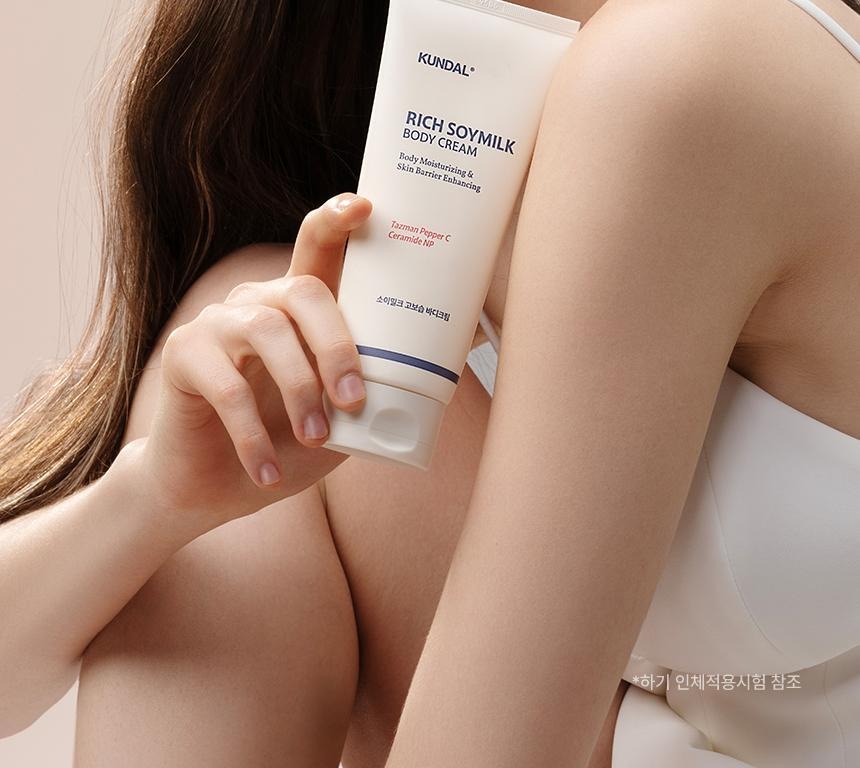 KUNDAL®
RICH SOYMILK
BODY CREAM
Body Moisturizing &
Skin Barrier Enhancing
Tazman Pepper C
Ceramide NP
소이밀크 고보습 바디크림
*하기 인체적용시험 참조